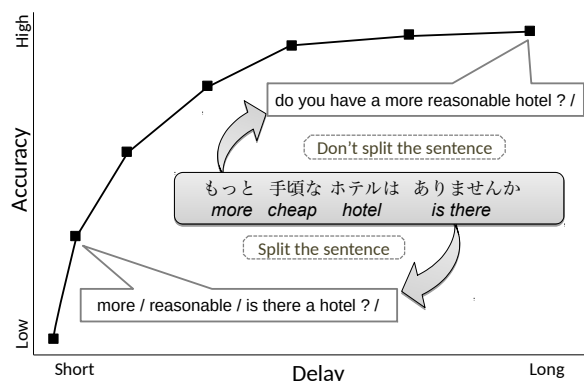 High
Accuracy
Low
do you have a more reasonable hotel ? /
Don't split the sentence
もっと 手頃な ホテルは ありませんか
more cheap hotel is there
Split the sentence
more / reasonable / is there a hotel ? /
Short Delay Long